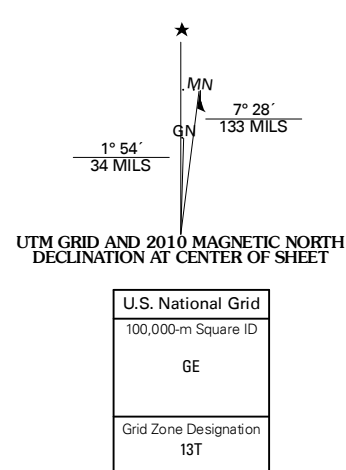 ★
MN
7° 28´
133 MILS
GN
1° 54´
34 MILS
UTM GRID AND 2010 MAGNETIC NORTH
DECLINATION AT CENTER OF SHEET
U.S. National Grid
100,000-m Square ID
GE
Grid Zone Designation
13T